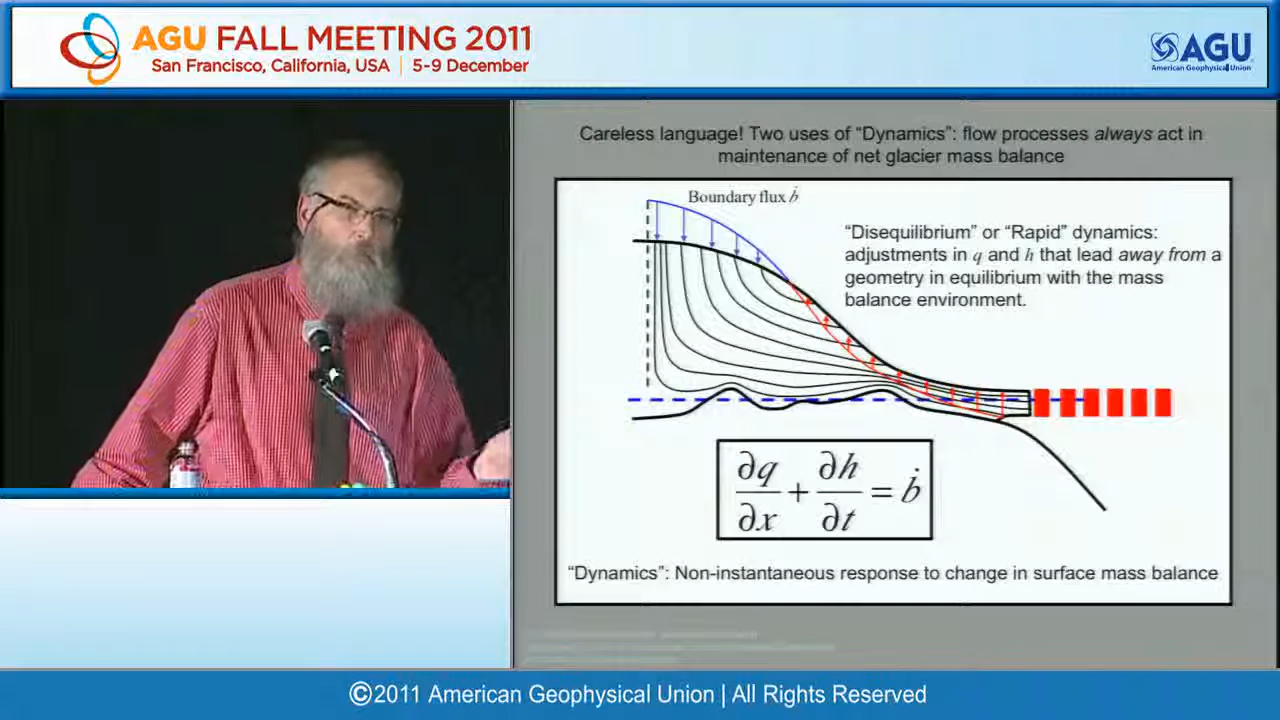 AGU FALL MEETING 2011
San Francisco, California, USA | 5-9 December
AGU
American Geophysical Union
Careless language! Two uses of “Dynamics”: flow processes always act in
maintenance of net glacier mass balance
Boundary flux ḃ
“Disequilibrium” or “Rapid” dynamics:
adjustments in q and h that lead away from a
geometry in equilibrium with the mass
balance environment.
∂q/∂x + ∂h/∂t = ḃ
“Dynamics”: Non-instantaneous response to change in surface mass balance
©2011 American Geophysical Union | All Rights Reserved